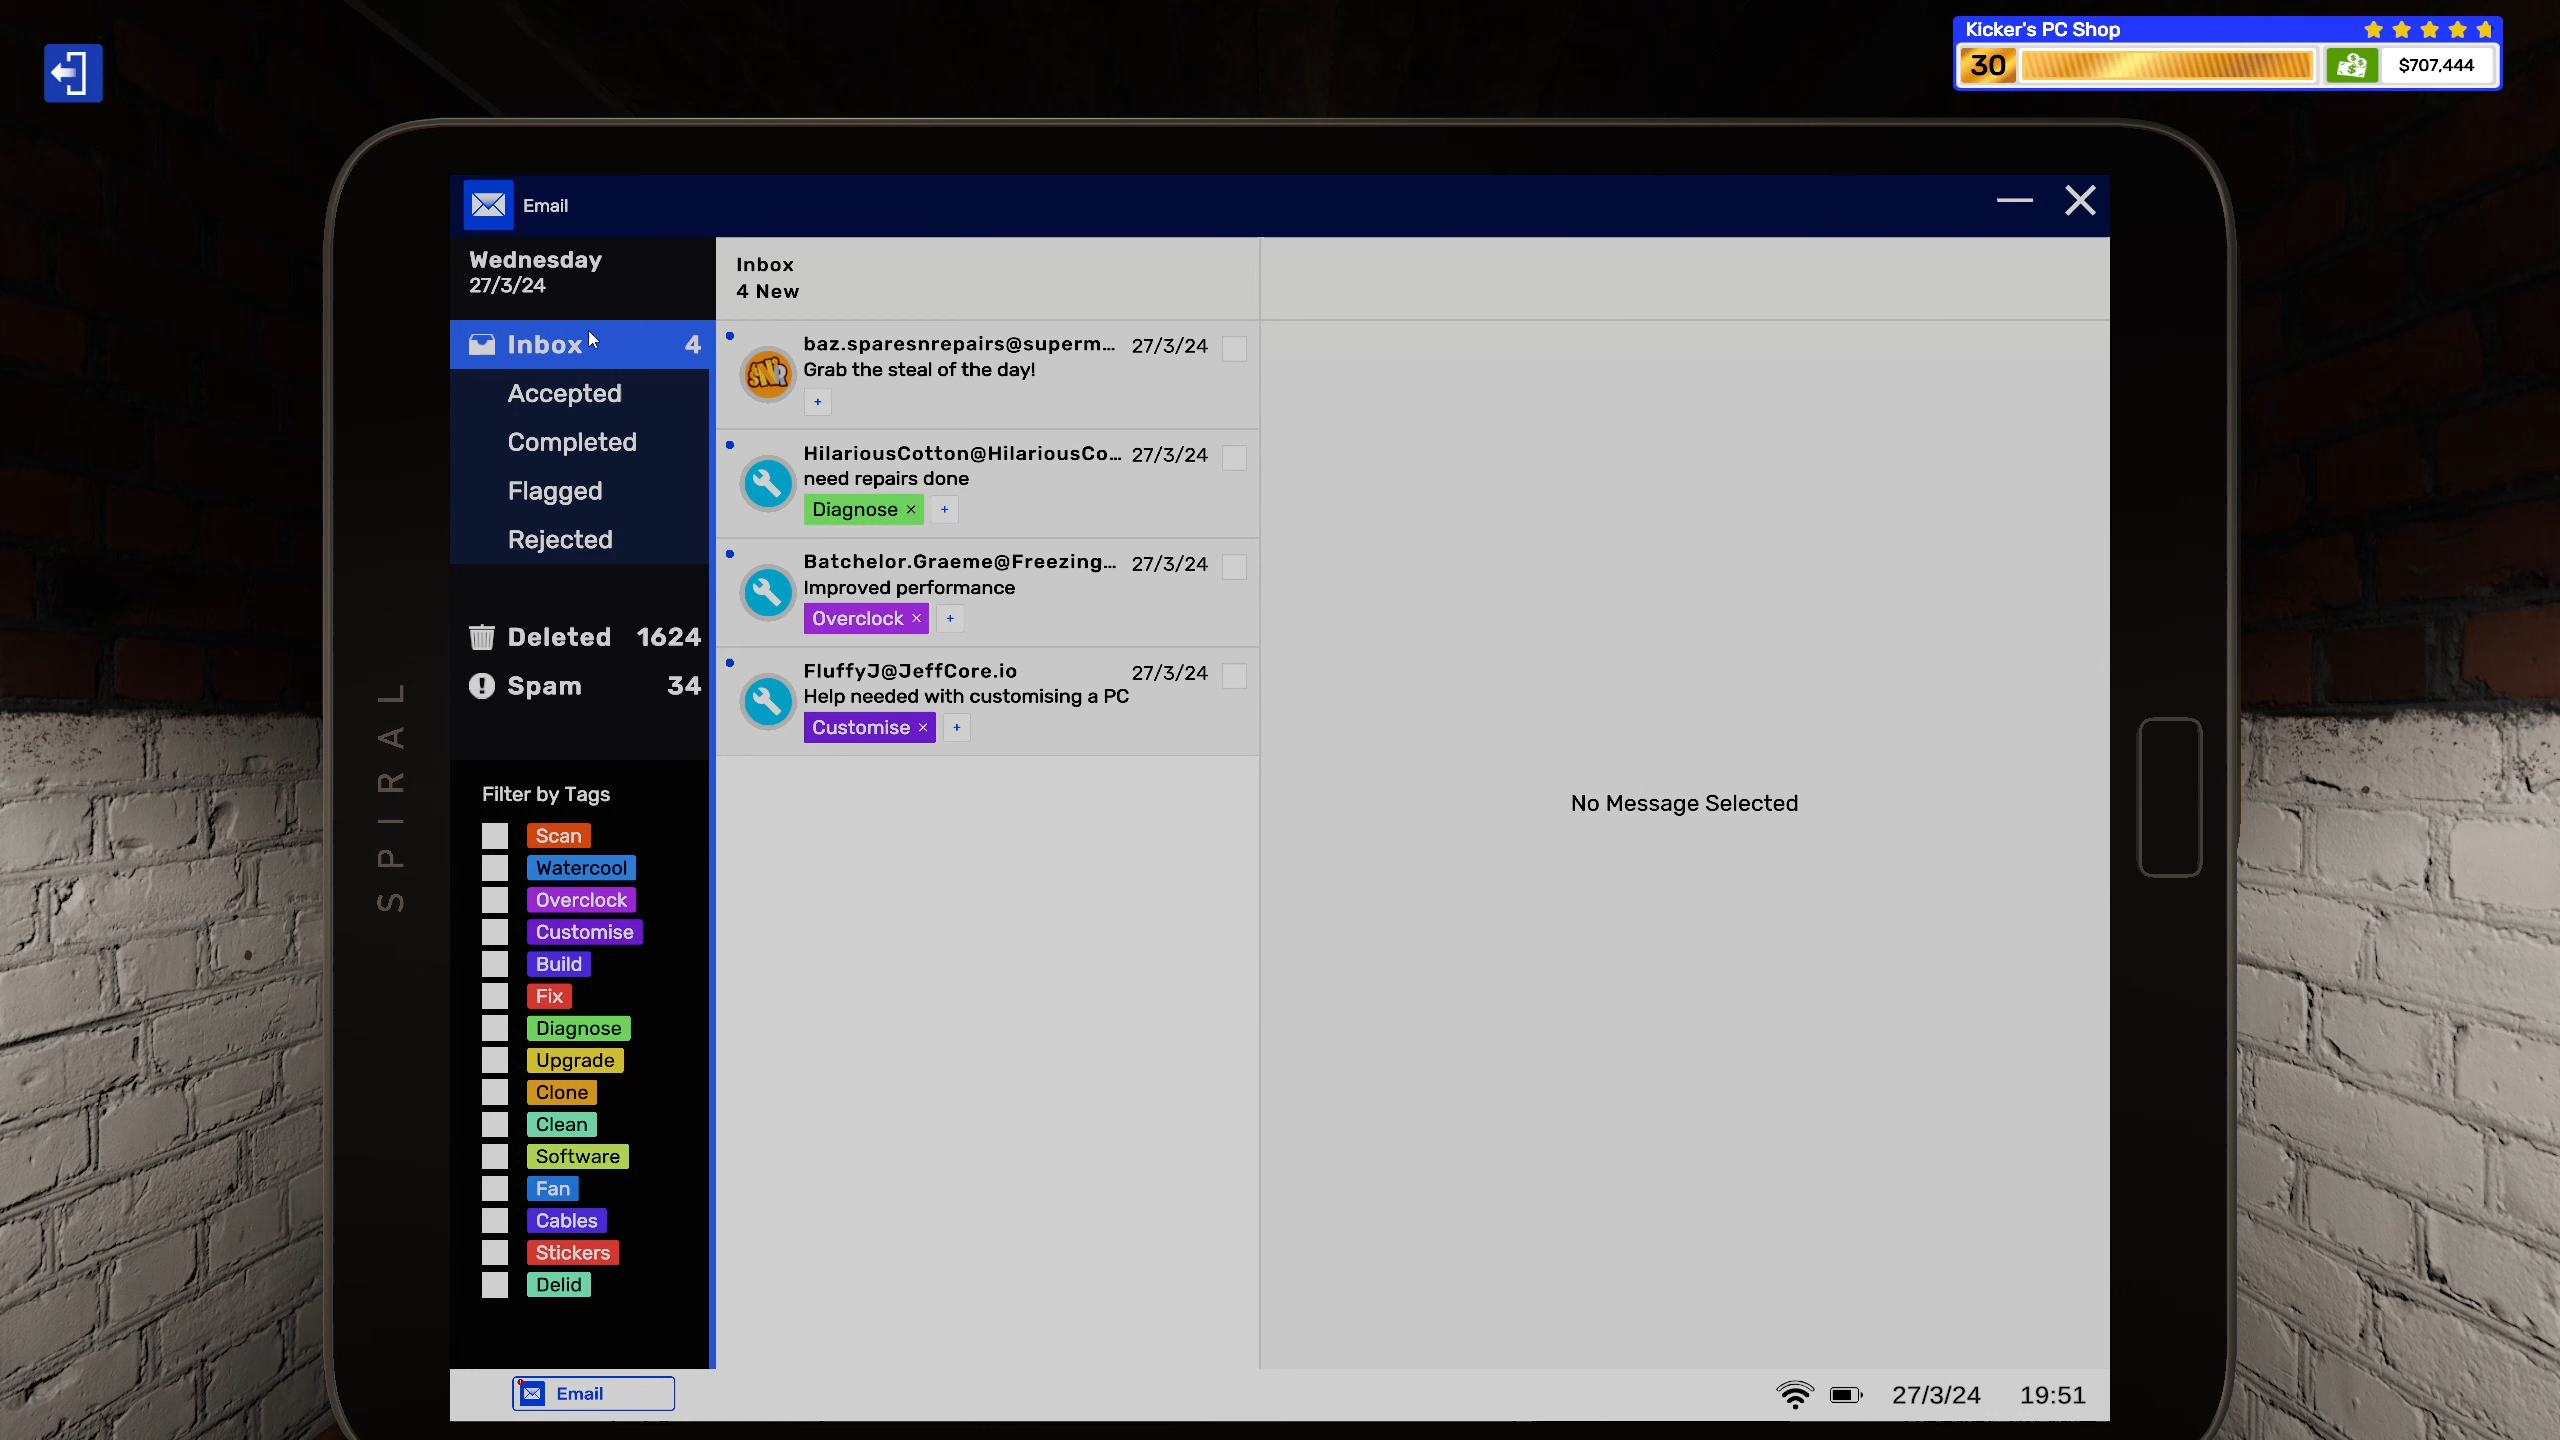 Kicker's PC Shop
30
$707,444
Email
Wednesday
27/3/24
Inbox 4
Accepted
Completed
Flagged
Rejected
Deleted 1624
Spam 34
Filter by Tags
Scan
Watercool
Overclock
Customise
Build
Fix
Diagnose
Upgrade
Clone
Clean
Software
Fan
Cables
Stickers
Delid
Inbox
4 New
SNR
baz.sparesnrepairs@superm... 27/3/24
Grab the steal of the day!
+
HilariousCotton@HilariousCo... 27/3/24
need repairs done
Diagnose × +
Batchelor.Graeme@Freezing... 27/3/24
Improved performance
Overclock × +
FluffyJ@JeffCore.io 27/3/24
Help needed with customising a PC
Customise × +
No Message Selected
SPIRAL
Email
27/3/24 19:51